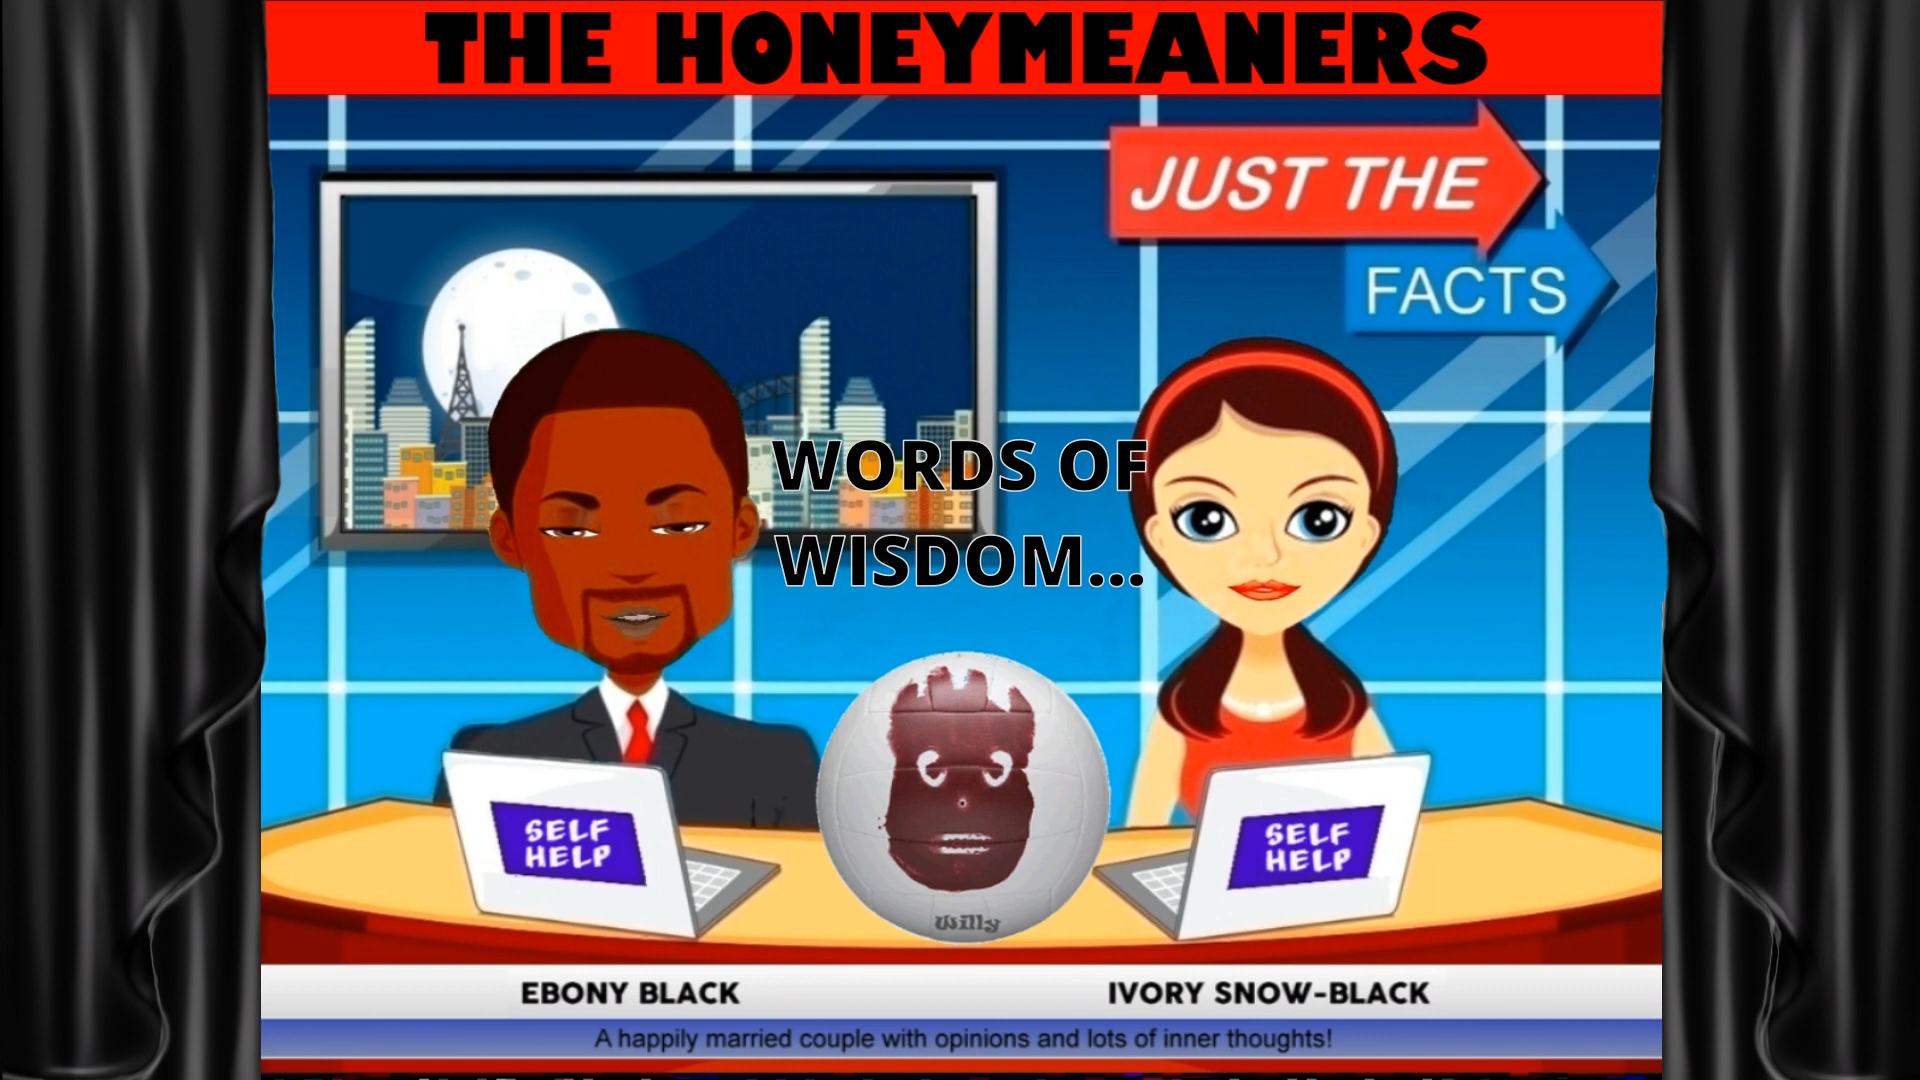 THE HONEYMEANERS
JUST THE
FACTS
WORDS OF
WISDOM...
SELF
HELP
SELF
HELP
Willy
EBONY BLACK
IVORY SNOW-BLACK
A happily married couple with opinions and lots of inner thoughts!